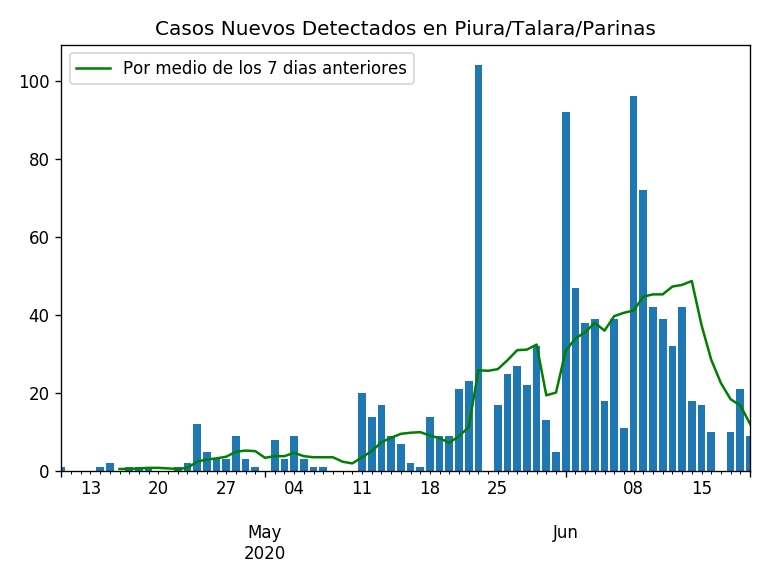 Casos Nuevos Detectados en Piura/Talara/Parinas
Por medio de los 7 dias anteriores
100
80
60
40
20
0
13 20 27 04 11 18 25 08 15
May Jun
2020